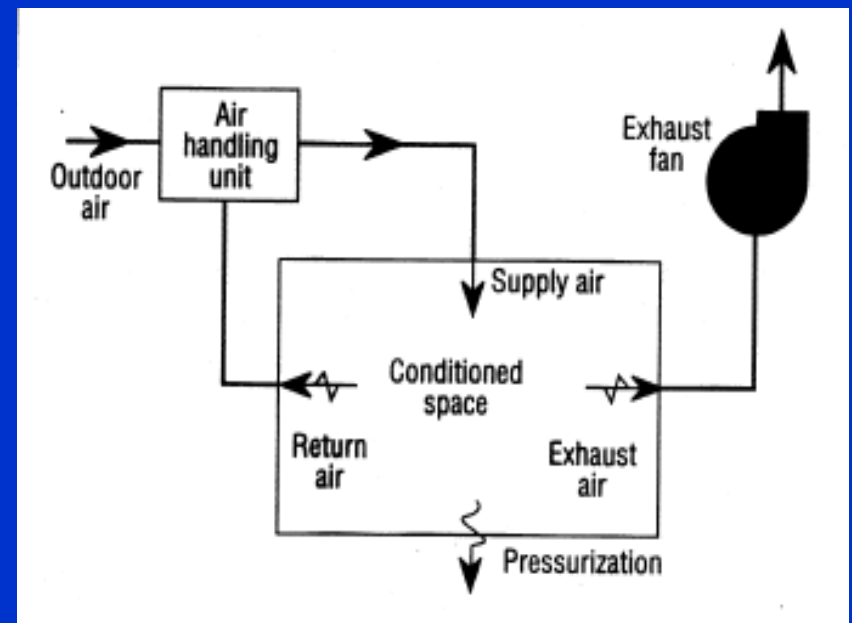 Air
handling
unit
Outdoor
air
Exhaust
fan
Supply air
Conditioned
space
Return
air
Exhaust
air
Pressurization